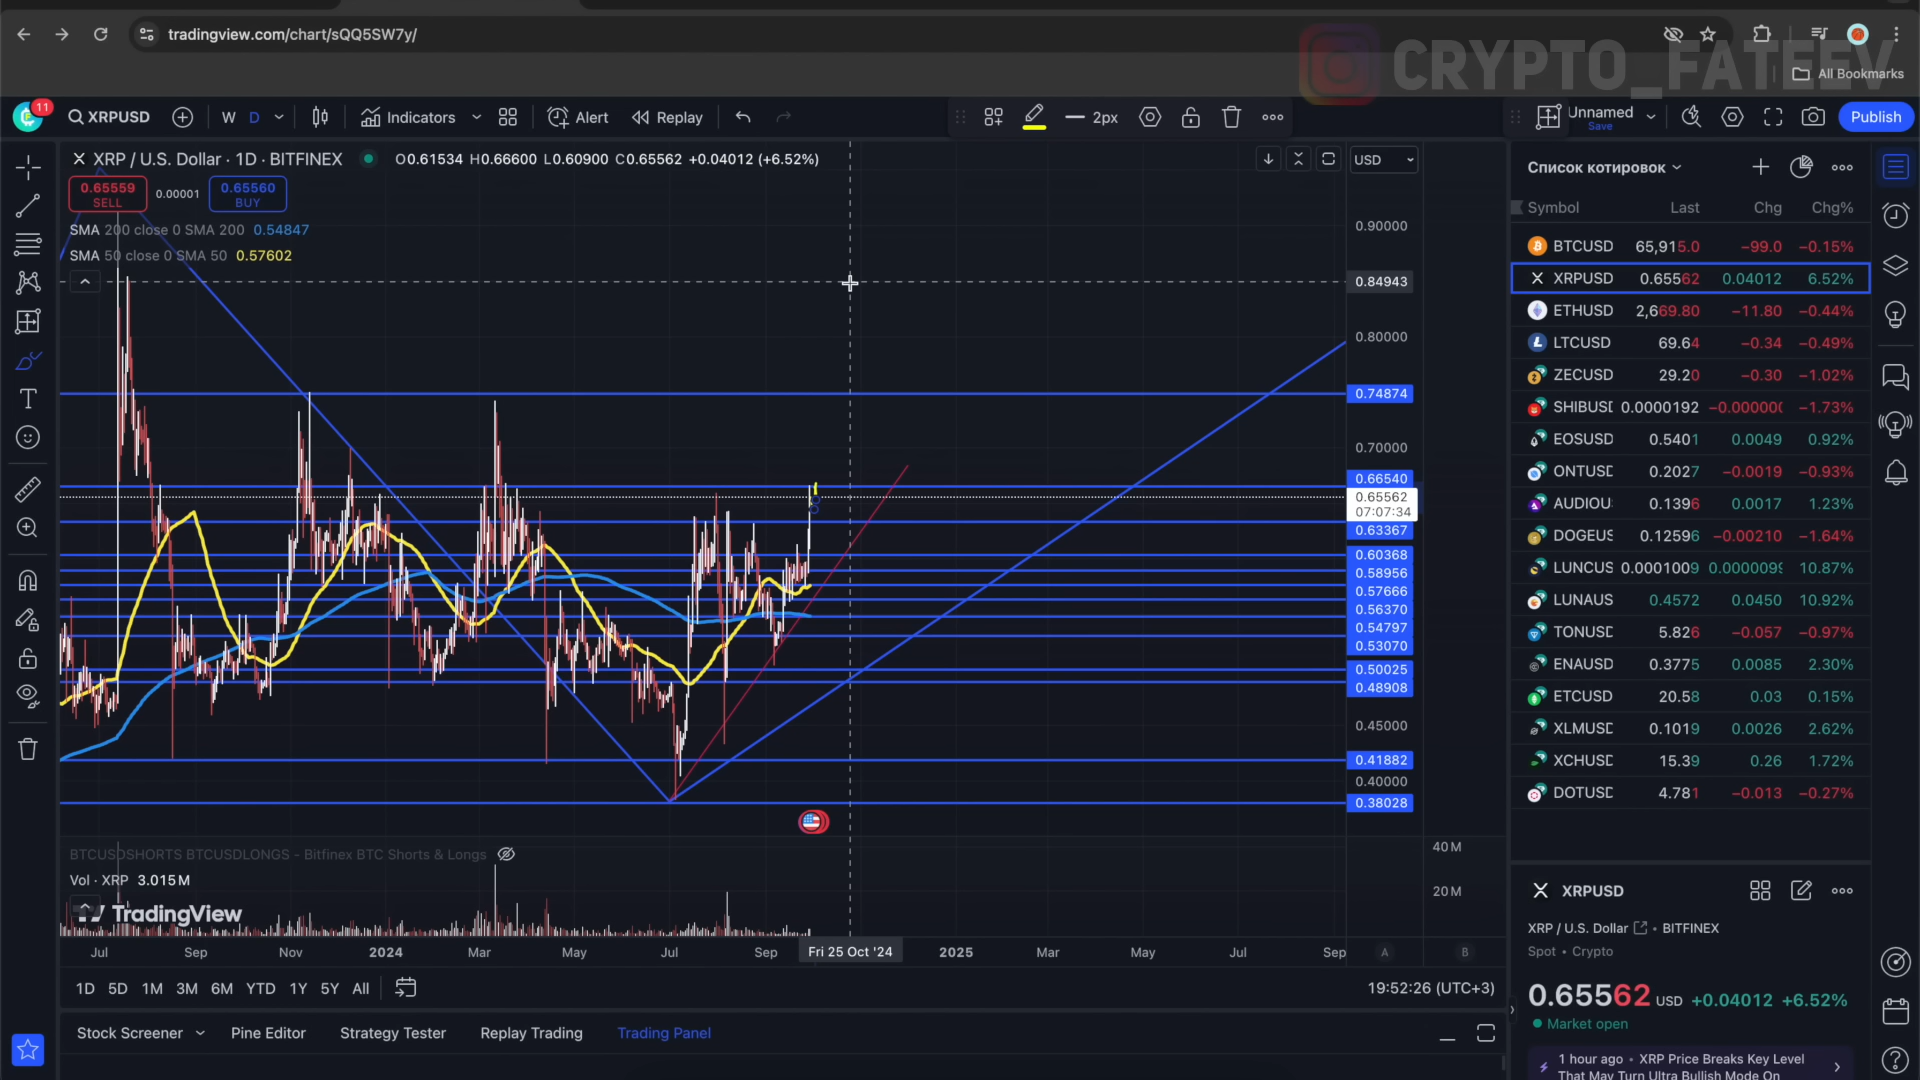 tradingview.com/chart/sQQ5SW7y/
CRYPTO_FATEEV
All Bookmarks
11
XRPUSD
W D
Indicators
Alert
Replay
2px
Unnamed
Save
Publish
XRP / U.S. Dollar · 1D · BITFINEX
O0.61534 H0.66600 L0.60900 C0.65562 +0.04012 (+6.52%)
USD
0.65559
SELL
0.00001
0.65560
BUY
SMA 200 close 0 SMA 200 0.54847
SMA 50 close 0 SMA 50 0.57602
0.90000
0.84943
0.80000
0.74874
0.70000
0.66540
0.65562
07:07:34
0.63367
0.60368
0.58956
0.57666
0.56370
0.54797
0.53070
0.50025
0.48908
0.45000
0.41882
0.40000
0.38028
BTCUSDSHORTS BTCUSDLONGS - Bitfinex BTC Shorts & Longs
Vol · XRP 3.015M
40M
20M
TradingView
Jul Sep Nov 2024 Mar May Jul Sep Fri 25 Oct '24 2025 Mar May Jul Sep
A B
1D 5D 1M 3M 6M YTD 1Y 5Y All
19:52:26 (UTC+3)
Stock Screener Pine Editor Strategy Tester Replay Trading Trading Panel
Список котировок
Symbol Last Chg Chg%
BTCUSD 65,915.0 −99.0 −0.15%
XRPUSD 0.65562 0.04012 6.52%
ETHUSD 2,669.80 −11.80 −0.44%
LTCUSD 69.64 −0.34 −0.49%
ZECUSD 29.20 −0.30 −1.02%
SHIBUSD 0.0000192 −0.000000 −1.73%
EOSUSD 0.5401 0.0049 0.92%
ONTUSD 0.2027 −0.0019 −0.93%
AUDIOU 0.1396 0.0017 1.23%
DOGEUS 0.12596 −0.00210 −1.64%
LUNCUS 0.0001009 0.0000099 10.87%
LUNAUS 0.4572 0.0450 10.92%
TONUSD 5.826 −0.057 −0.97%
ENAUSD 0.3775 0.0085 2.30%
ETCUSD 20.58 0.03 0.15%
XLMUSD 0.1019 0.0026 2.62%
XCHUSD 15.39 0.26 1.72%
DOTUSD 4.781 −0.013 −0.27%
XRPUSD
XRP / U.S. Dollar • BITFINEX
Spot • Crypto
0.65562 USD +0.04012 +6.52%
Market open
1 hour ago • XRP Price Breaks Key Level
That May Turn Ultra Bullish Mode On